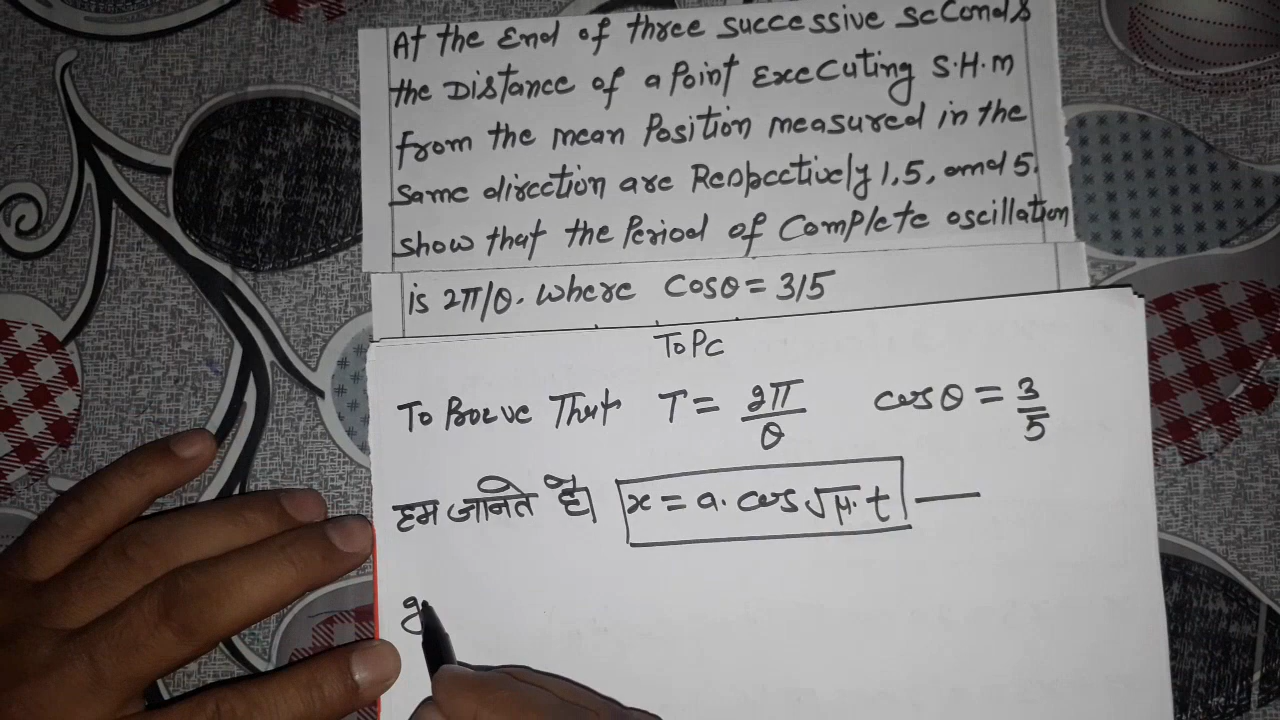 At the End of three successive seconds
the Distance of a Point Executing S.H.m
from the mean Position measured in the
same direction are Respectively 1,5, and 5.
show that the Period of Complete oscillation
is 2π/θ. where cosθ = 3/5
To Pc
To Prove That T = 2π/θ cosθ = 3/5
हम जानते है। x = a. cos √μ. t